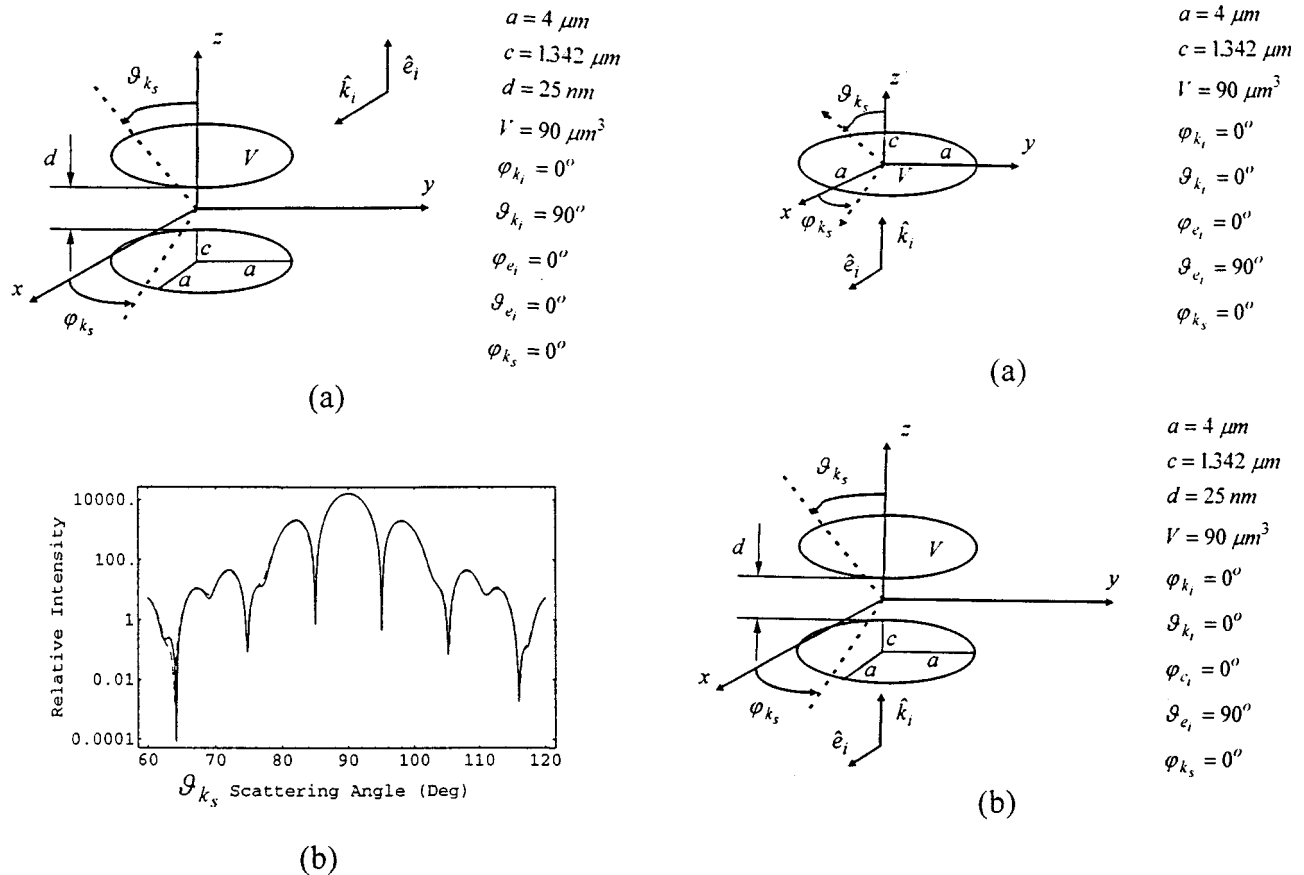 z
ϑ_{k_s}
k̂_i
ê_i
d
V
y
c
a
a
x
φ_{k_s}
a = 4 μm
c = 1.342 μm
d = 25 nm
V = 90 μm³
φ_{k_i} = 0°
ϑ_{k_i} = 90°
φ_{e_i} = 0°
ϑ_{e_i} = 0°
φ_{k_s} = 0°
(a)
Relative Intensity
10000.
100.
1
0.01
0.0001
60 70 80 90 100 110 120
ϑ_{k_s} Scattering Angle (Deg)
(b)
z
ϑ_{k_s}
c
a
a
y
V
x
φ_{k_s}
k̂_i
ê_i
a = 4 μm
c = 1.342 μm
V = 90 μm³
φ_{k_i} = 0°
ϑ_{k_i} = 0°
φ_{e_i} = 0°
ϑ_{e_i} = 90°
φ_{k_s} = 0°
(a)
z
ϑ_{k_s}
d
V
y
c
a
a
x
φ_{k_s}
k̂_i
ê_i
a = 4 μm
c = 1.342 μm
d = 25 nm
V = 90 μm³
φ_{k_i} = 0°
ϑ_{k_i} = 0°
φ_{c_i} = 0°
ϑ_{e_i} = 90°
φ_{k_s} = 0°
(b)